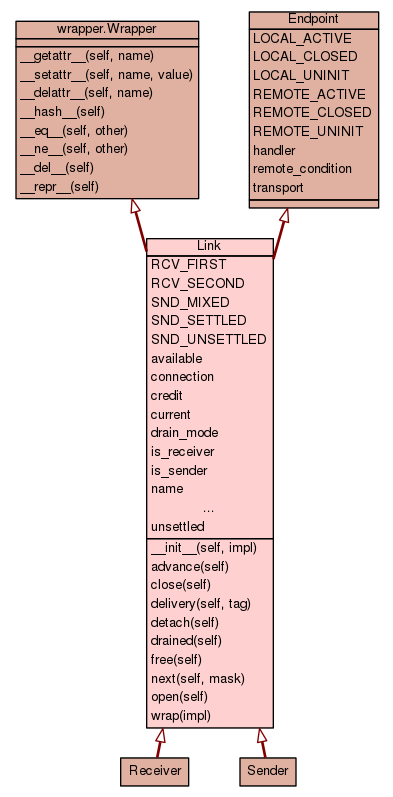 wrapper.Wrapper
__getattr__(self, name)
__setattr__(self, name, value)
__delattr__(self, name)
__hash__(self)
__eq__(self, other)
__ne__(self, other)
__del__(self)
__repr__(self)
Endpoint
LOCAL_ACTIVE
LOCAL_CLOSED
LOCAL_UNINIT
REMOTE_ACTIVE
REMOTE_CLOSED
REMOTE_UNINIT
handler
remote_condition
transport
Link
RCV_FIRST
RCV_SECOND
SND_MIXED
SND_SETTLED
SND_UNSETTLED
available
connection
credit
current
drain_mode
is_receiver
is_sender
name
...
unsettled
__init__(self, impl)
advance(self)
close(self)
delivery(self, tag)
detach(self)
drained(self)
free(self)
next(self, mask)
open(self)
wrap(impl)
Receiver
Sender